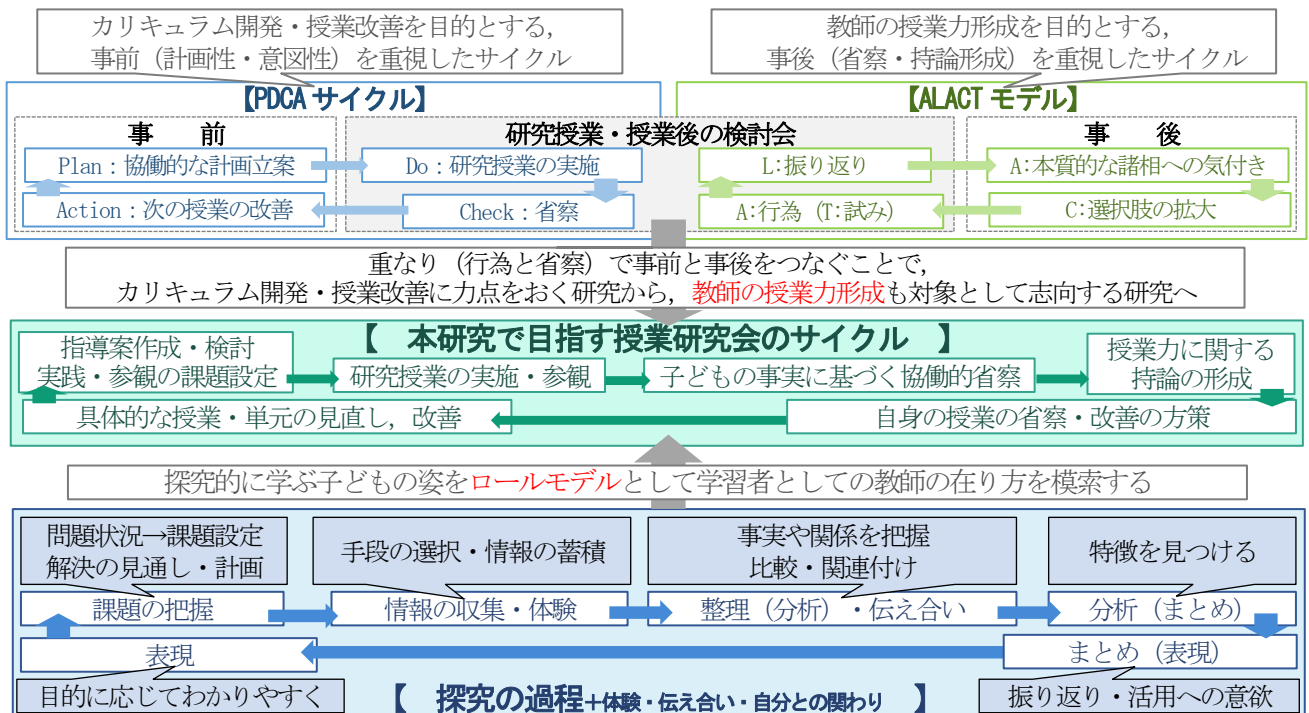 カリキュラム開発・授業改善を目的とする,
事前（計画性・意図性）を重視したサイクル
教師の授業力形成を目的とする,
事後（省察・持論形成）を重視したサイクル
【PDCA サイクル】
【ALACT モデル】
事　前
研究授業・授業後の検討会
事　後
Plan：協働的な計画立案
Do：研究授業の実施
L:振り返り
A:本質的な諸相への気付き
Action：次の授業の改善
Check：省察
A:行為（T:試み）
C:選択肢の拡大
重なり（行為と省察）で事前と事後をつなぐことで,
カリキュラム開発・授業改善に力点をおく研究から，教師の授業力形成も対象として志向する研究へ
【　本研究で目指す授業研究会のサイクル　】
指導案作成・検討
実践・参観の課題設定
研究授業の実施・参観
子どもの事実に基づく協働的省察
授業力に関する
持論の形成
具体的な授業・単元の見直し，改善
自身の授業の省察・改善の方策
探究的に学ぶ子どもの姿をロールモデルとして学習者としての教師の在り方を模索する
問題状況→課題設定
解決の見通し・計画
手段の選択・情報の蓄積
事実や関係を把握
比較・関連付け
特徴を見つける
課題の把握
情報の収集・体験
整理（分析）・伝え合い
分析（まとめ）
表現
まとめ（表現）
目的に応じてわかりやすく
【　探究の過程+体験・伝え合い・自分との関わり　】
振り返り・活用への意欲